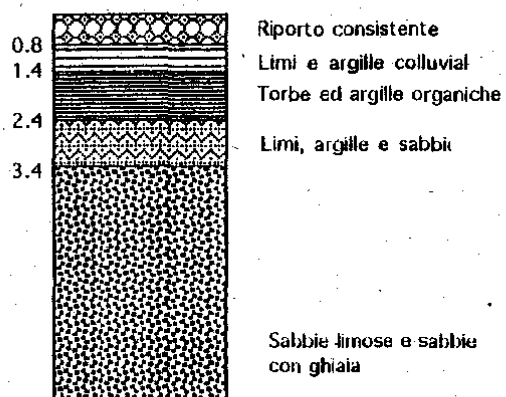 Riporto consistente
0.8
Limi e argille colluvial
1.4
Torbe ed argille organiche
2.4
Limi, argille e sabbi
3.4
Sabbie limose e sabbie
con ghiaia